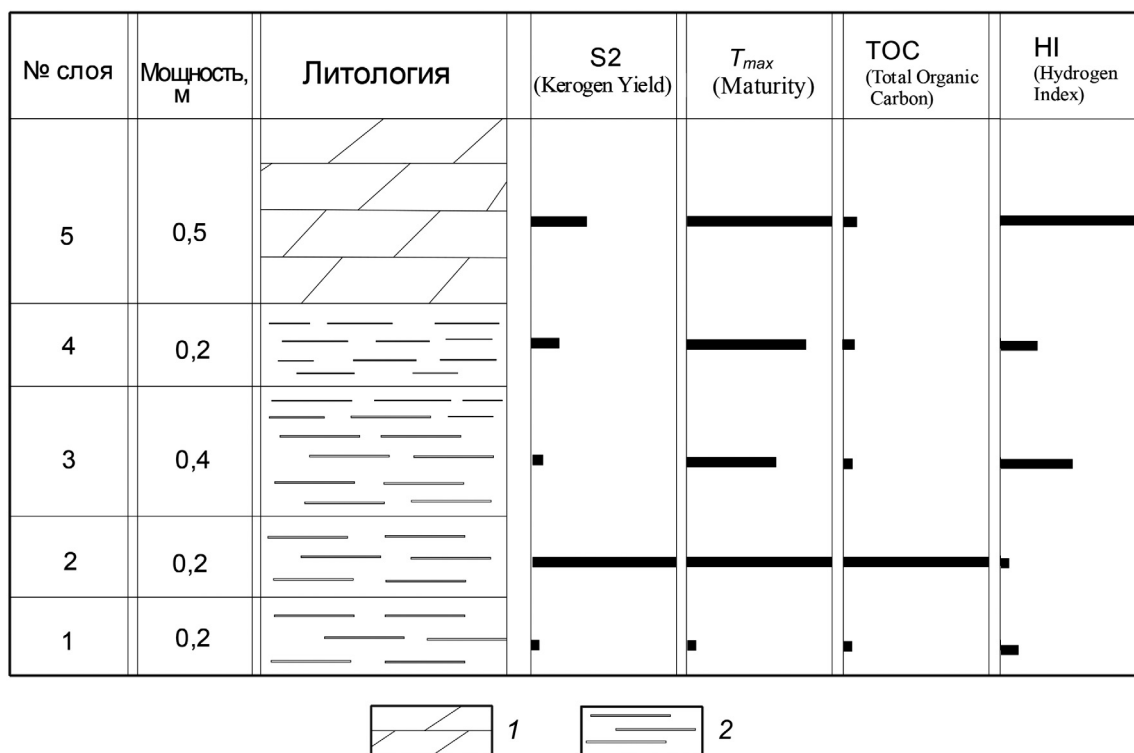 № слоя
Мощность,
м
Литология
S2
(Kerogen Yield)
Tmax
(Maturity)
TOC
(Total Organic
Carbon)
HI
(Hydrogen
Index)
5
0,5
4
0,2
3
0,4
2
0,2
1
0,2
1
2